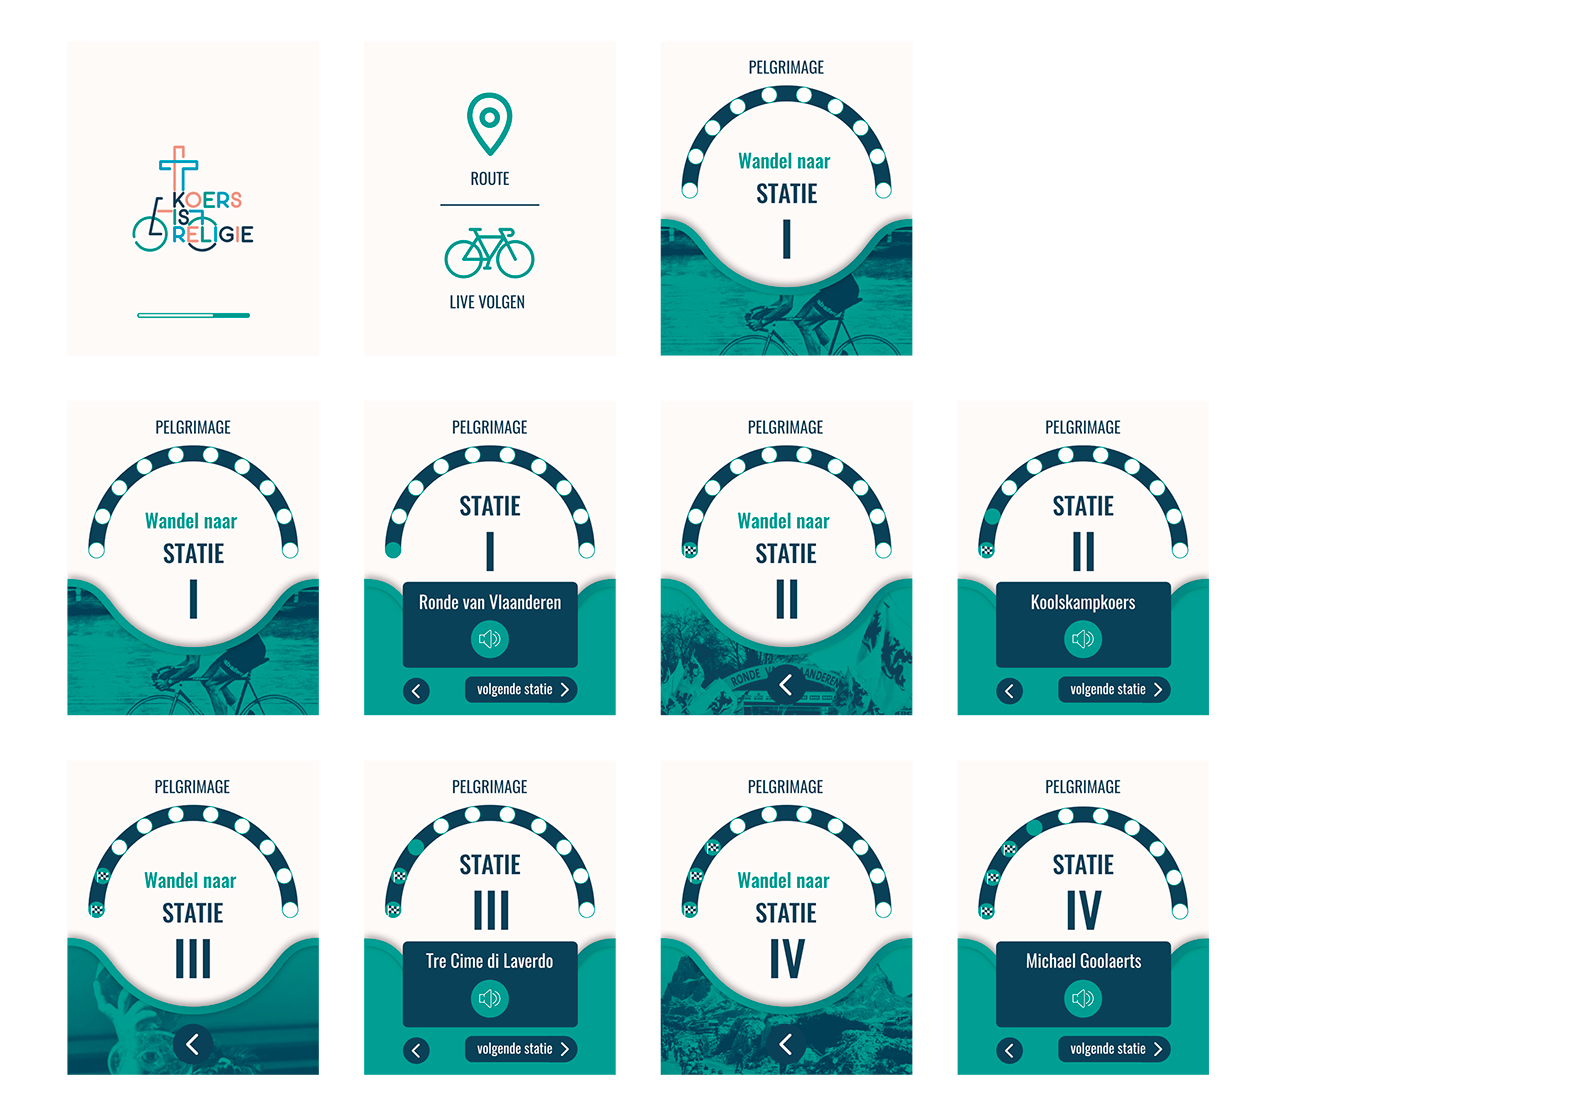 KOERS
IS
RELIGIE
ROUTE
LIVE VOLGEN
PELGRIMAGE
Wandel naar
STATIE
I
PELGRIMAGE
Wandel naar
STATIE
I
PELGRIMAGE
STATIE
I
Ronde van Vlaanderen
volgende statie
PELGRIMAGE
Wandel naar
STATIE
II
RONDE VAN VLAANDEREN
PELGRIMAGE
STATIE
II
Koolskampkoers
volgende statie
PELGRIMAGE
Wandel naar
STATIE
III
PELGRIMAGE
STATIE
III
Tre Cime di Laverdo
volgende statie
PELGRIMAGE
Wandel naar
STATIE
IV
PELGRIMAGE
STATIE
IV
Michael Goolaerts
volgende statie